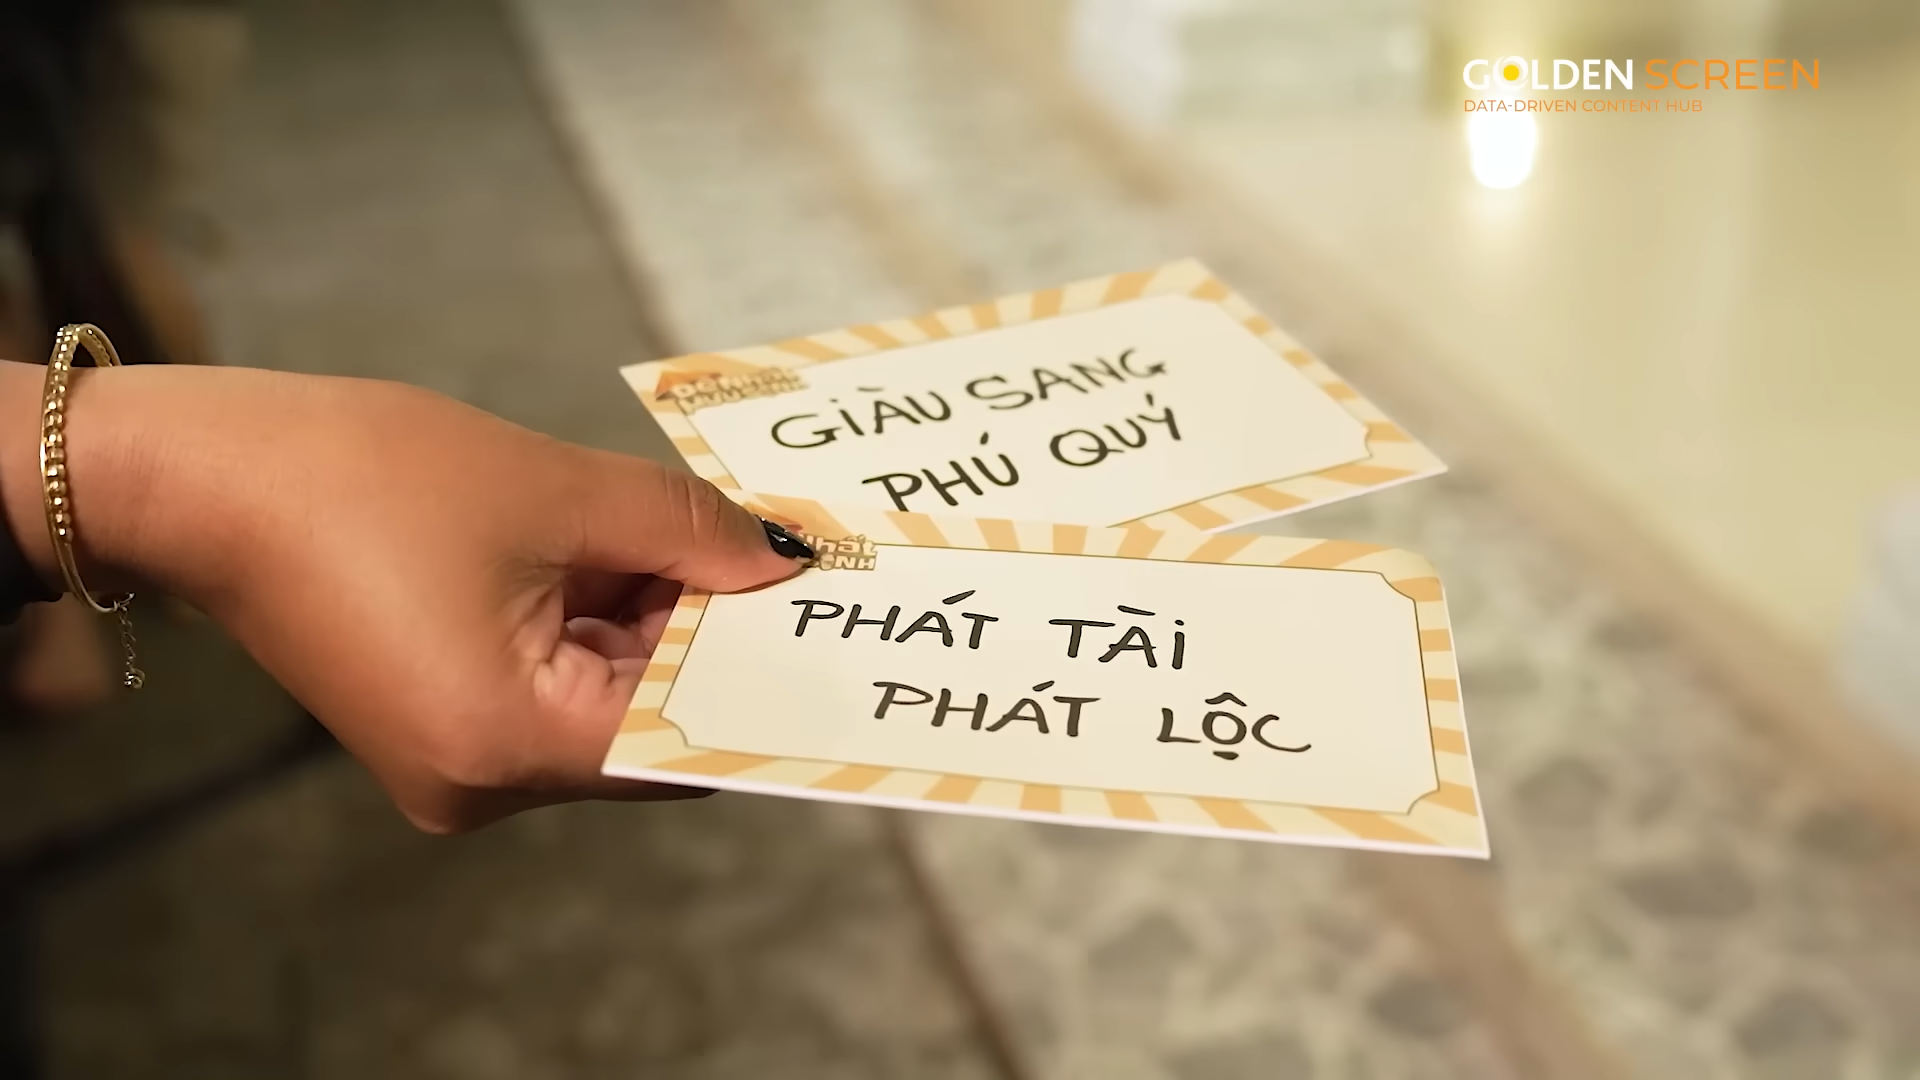 GOLDEN SCREEN
DATA-DRIVEN CONTENT HUB
GIÀU SANG
PHÚ QUÝ
PHÁT TÀI
PHÁT LỘC